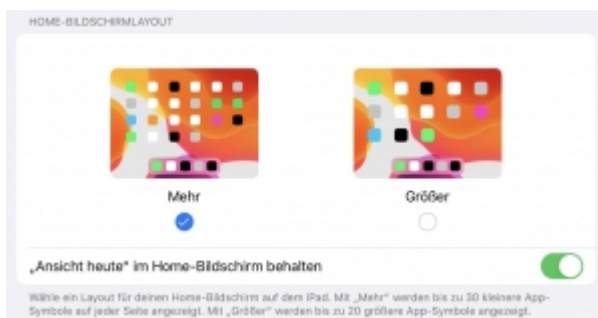 HOME-BILDSCHIRMLAYOUT
Mehr
Größer
„Ansicht heute" im Home-Bildschirm behalten
Wähle ein Layout für deinen Home-Bildschirm auf dem iPad. Mit „Mehr" werden bis zu 30 kleinere App-
Symbole auf jeder Seite angezeigt. Mit „Größer" werden bis zu 20 größere App-Symbole angezeigt.